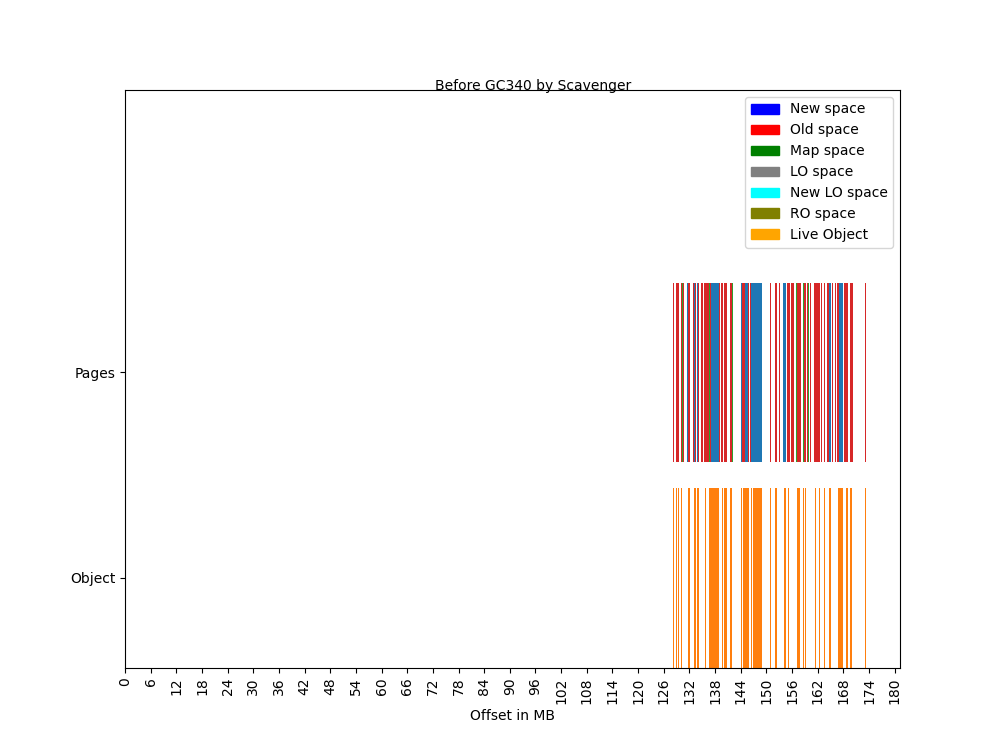 Before GC340 by Scavenger
New space
Old space
Map space
LO space
New LO space
RO space
Live Object
Pages
Object
0 6 12 18 24 30 36 42 48 54 60 66 72 78 84 90 96 102 108 114 120 126 132 138 144 150 156 162 168 174 180
Offset in MB